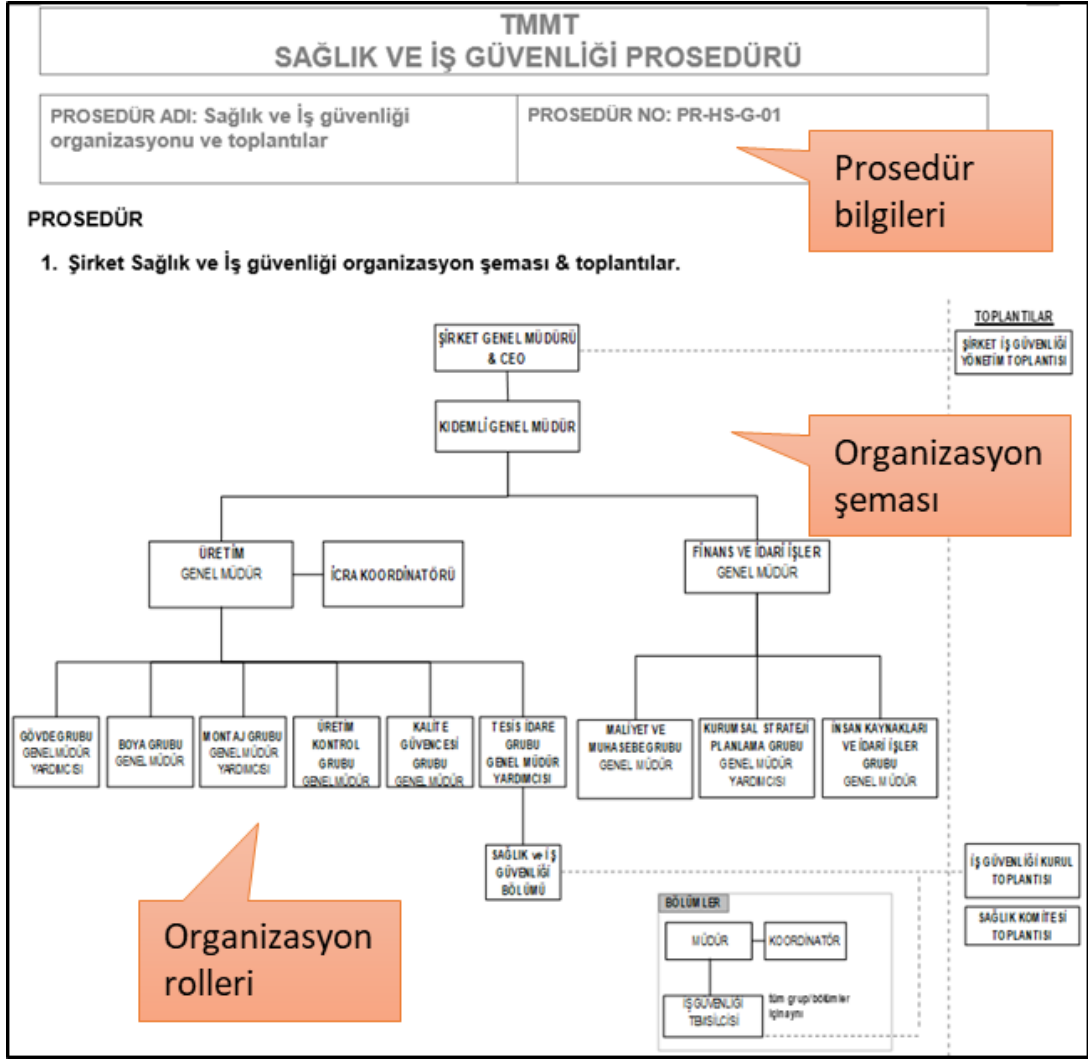 TMMT
SAĞLIK VE İŞ GÜVENLİĞİ PROSEDÜRÜ
PROSEDÜR ADI: Sağlık ve İş güvenliği
organizasyonu ve toplantılar
PROSEDÜR NO: PR-HS-G-01
Prosedür
bilgileri
PROSEDÜR
1. Şirket Sağlık ve İş güvenliği organizasyon şeması & toplantılar.
TOPLANTILAR
ŞİRKET GENEL MÜDÜRÜ
& CEO
ŞİRKET İŞ GÜVENLİĞİ
YÖNETİM TOPLANTISI
KIDEMLİ GENEL MÜDÜR
Organizasyon
şeması
ÜRETİM
GENEL MÜDÜR
İCRA KOORDİNATÖRÜ
FİNANS VE İDARİ İŞLER
GENEL MÜDÜR
GÖVDE GRUBU
GENEL MÜDÜR
YARDIMCISI
BOYA GRUBU
GENEL MÜDÜR
MONTAJ GRUBU
GENEL MÜDÜR
YARDIMCISI
ÜRETİM
KONTROL
GRUBU
GENEL MÜDÜR
KALİTE
GÜVENCESİ
GRUBU
GENEL MÜDÜR
TESİS İDARE
GRUBU
GENEL MÜDÜR
YARDIMCISI
MALİYET VE
MUHASEBE GRUBU
GENEL MÜDÜR
KURUMSAL STRATEJİ
PLANLAMA GRUBU
GENEL MÜDÜR
YARDIMCISI
İNSAN KAYNAKLARI
VE İDARİ İŞLER
GRUBU
GENEL MÜDÜR
SAĞLIK ve İŞ
GÜVENLİĞİ
BÖLÜMÜ
İŞ GÜVENLİĞİ KURUL
TOPLANTISI
SAĞLIK KOMİTESİ
TOPLANTISI
Organizasyon
rolleri
BÖLÜMLER
MÜDÜR
KOORDİNATÖR
İŞ GÜVENLİĞİ
TEMSİLCİSİ
tüm grup/bölümler
için aynı